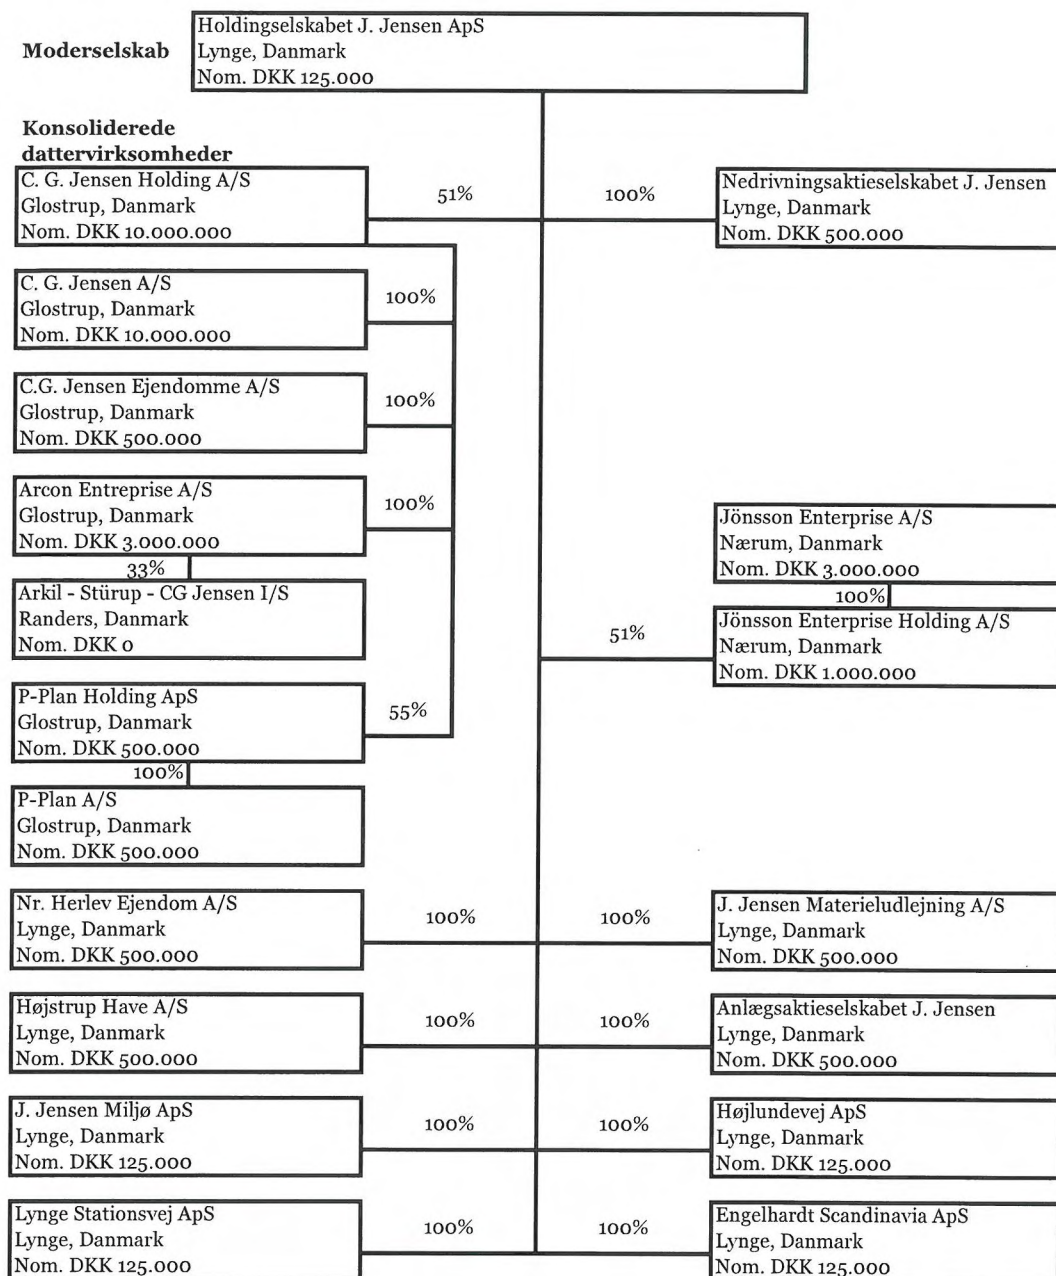 Moderselskab
Holdingselskabet J. Jensen ApS
Lynge, Danmark
Nom. DKK 125.000
Konsoliderede
dattervirksomheder
C. G. Jensen Holding A/S
Glostrup, Danmark
Nom. DKK 10.000.000
51%
100%
Nedrivningsaktieselskabet J. Jensen
Lynge, Danmark
Nom. DKK 500.000
C. G. Jensen A/S
Glostrup, Danmark
Nom. DKK 10.000.000
100%
C.G. Jensen Ejendomme A/S
Glostrup, Danmark
Nom. DKK 500.000
100%
Arcon Entreprise A/S
Glostrup, Danmark
Nom. DKK 3.000.000
100%
33%
Arkil - Stürup - CG Jensen I/S
Randers, Danmark
Nom. DKK 0
Jönsson Enterprise A/S
Nærum, Danmark
Nom. DKK 3.000.000
100%
51%
Jönsson Enterprise Holding A/S
Nærum, Danmark
Nom. DKK 1.000.000
P-Plan Holding ApS
Glostrup, Danmark
Nom. DKK 500.000
55%
100%
P-Plan A/S
Glostrup, Danmark
Nom. DKK 500.000
Nr. Herlev Ejendom A/S
Lynge, Danmark
Nom. DKK 500.000
100%
100%
J. Jensen Materieludlejning A/S
Lynge, Danmark
Nom. DKK 500.000
Højstrup Have A/S
Lynge, Danmark
Nom. DKK 500.000
100%
100%
Anlægsaktieselskabet J. Jensen
Lynge, Danmark
Nom. DKK 500.000
J. Jensen Miljø ApS
Lynge, Danmark
Nom. DKK 125.000
100%
100%
Højlundevej ApS
Lynge, Danmark
Nom. DKK 125.000
Lynge Stationsvej ApS
Lynge, Danmark
Nom. DKK 125.000
100%
100%
Engelhardt Scandinavia ApS
Lynge, Danmark
Nom. DKK 125.000